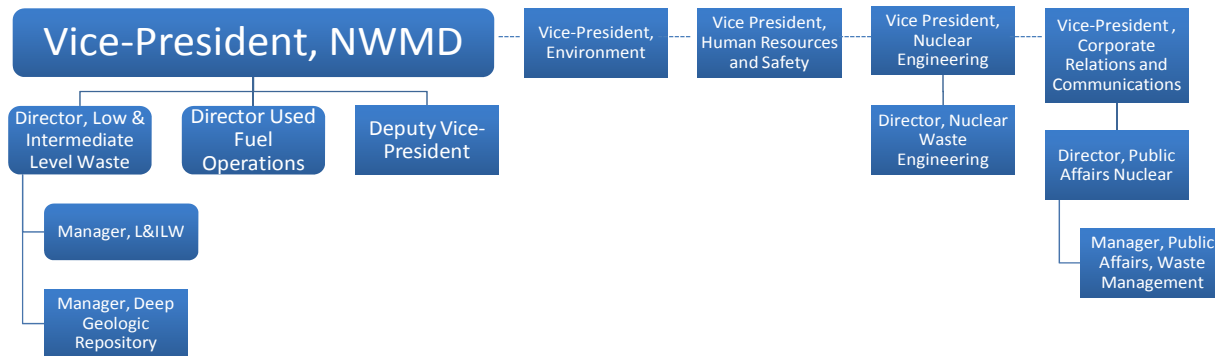 Vice-President, NWMD
Vice-President,
Environment
Vice President,
Human Resources
and Safety
Vice President,
Nuclear
Engineering
Vice-President ,
Corporate
Relations and
Communications
Director, Low &
Intermediate
Level Waste
Director Used
Fuel
Operations
Deputy Vice-
President
Director, Nuclear
Waste
Engineering
Director, Public
Affairs Nuclear
Manager, L&ILW
Manager, Public
Affairs, Waste
Management
Manager, Deep
Geologic
Repository